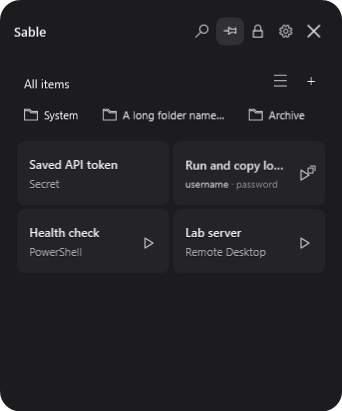 Sable
All items
System
A long folder name...
Archive
Saved API token
Secret
Run and copy lo...
username · password
Health check
PowerShell
Lab server
Remote Desktop